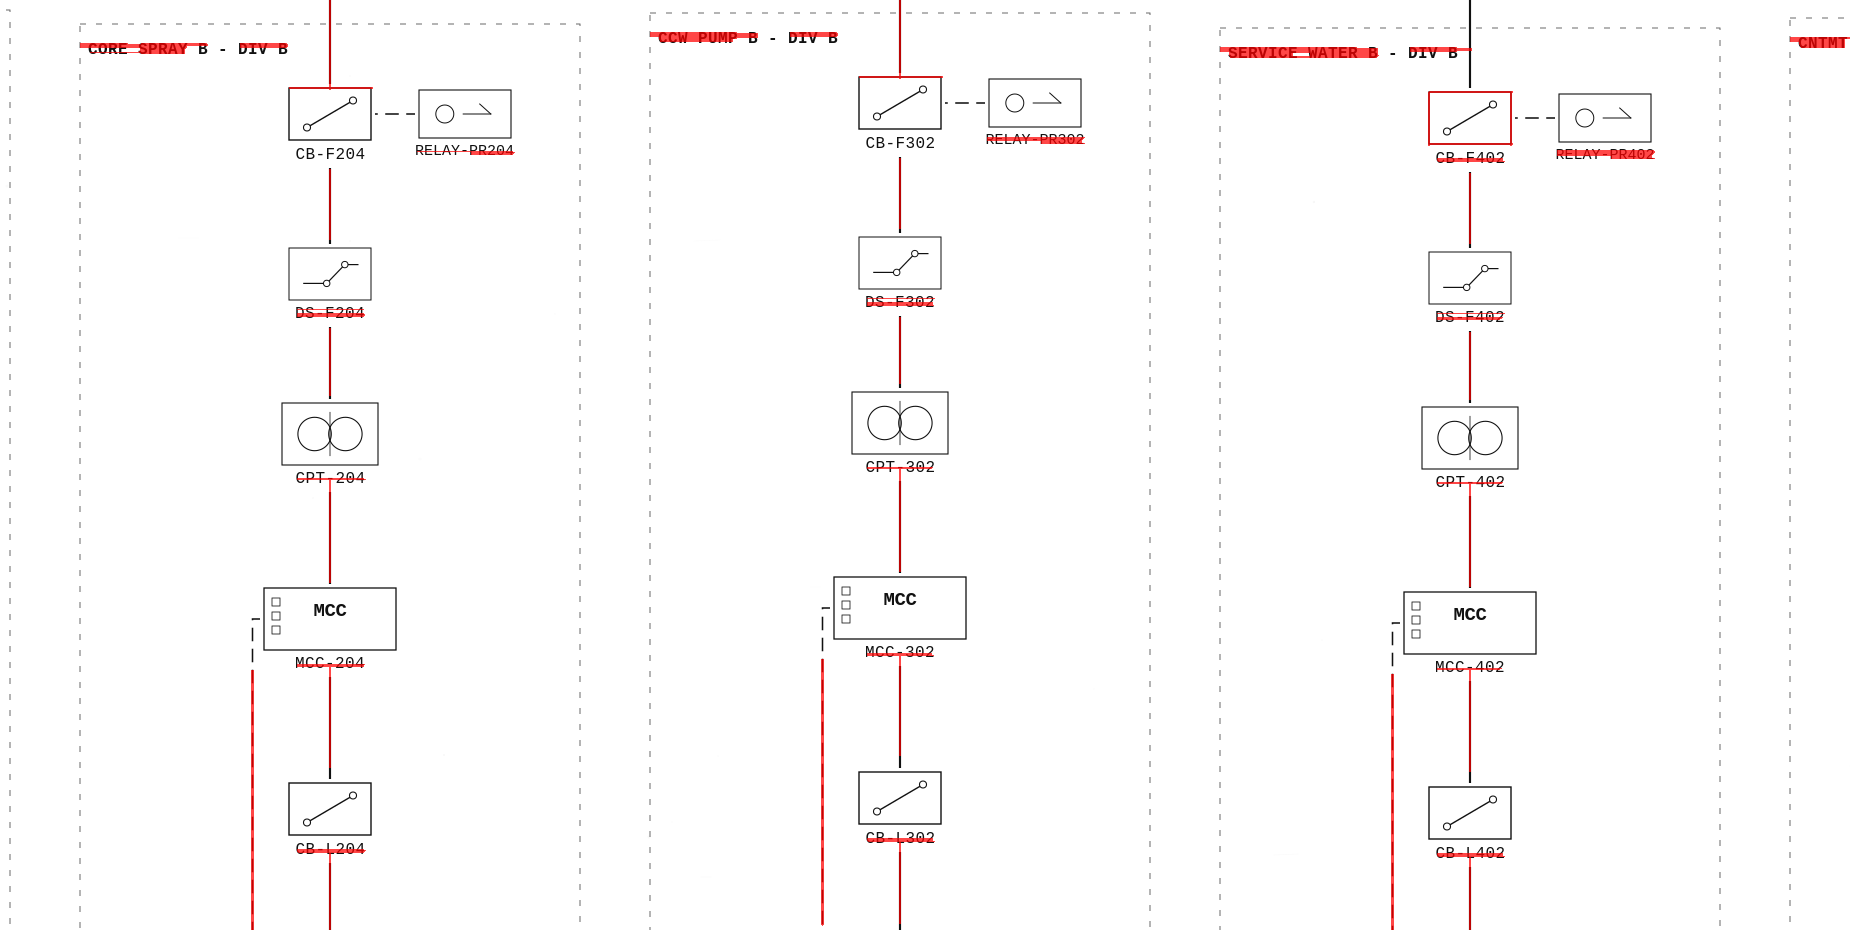 CORE SPRAY B - DIV B
CB-F204
RELAY-PR204
DS-F204
CPT-204
MCC
MCC-204
CB-L204
CCW PUMP B - DIV B
CB-F302
RELAY-PR302
DS-F302
CPT-302
MCC
MCC-302
CB-L302
SERVICE WATER B - DIV B
CB-F402
RELAY-PR402
DS-F402
CPT-402
MCC
MCC-402
CB-L402
CNTMT